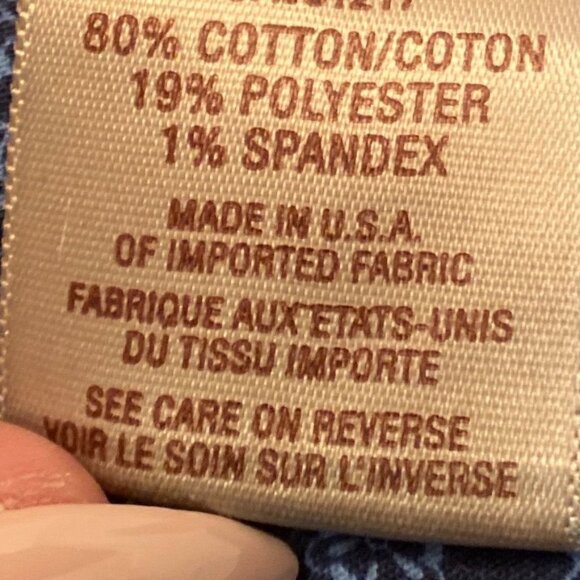 80% COTTON/COTON
19% POLYESTER
1% SPANDEX
MADE IN U.S.A.
OF IMPORTED FABRIC
FABRIQUE AUX ETATS-UNIS
DU TISSU IMPORTE
SEE CARE ON REVERSE
VOIR LE SOIN SUR L'INVERSE